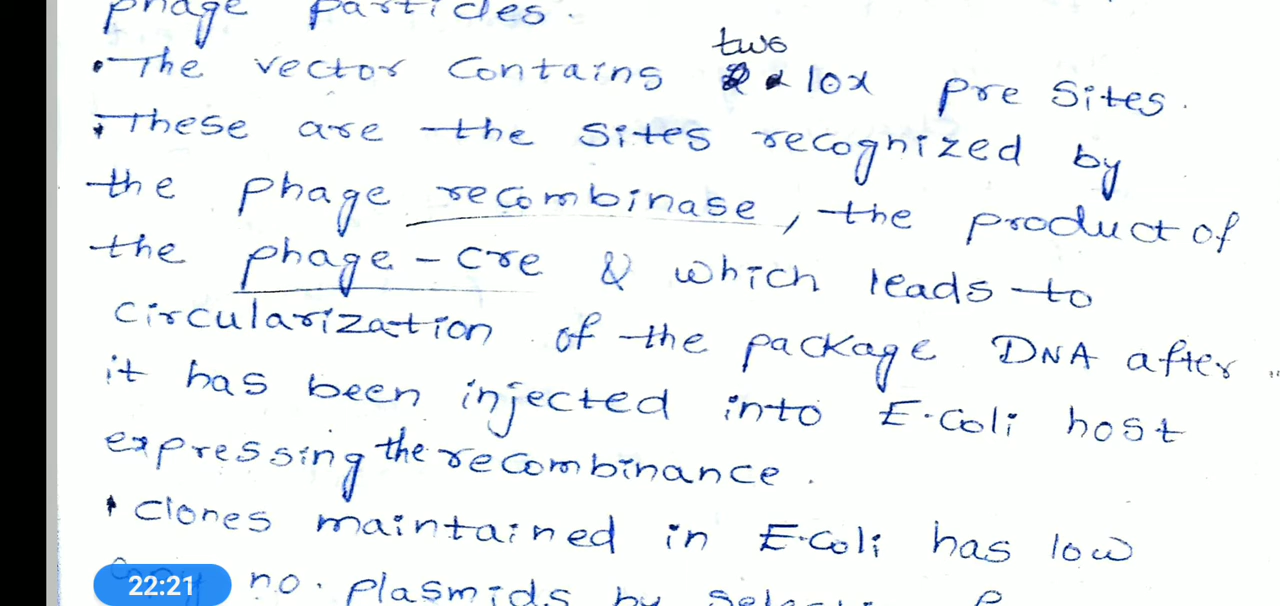 phage particles.
• The vector contains two lox pre Sites.
• These are the Sites recognized by
the phage recombinase, the product of
the phage - cre & which leads to
Circularization of the package DNA after
it has been injected into E.Coli host
expressing the recombinance.
• Clones maintained in E.Coli has low
22:21 no. plasmids by